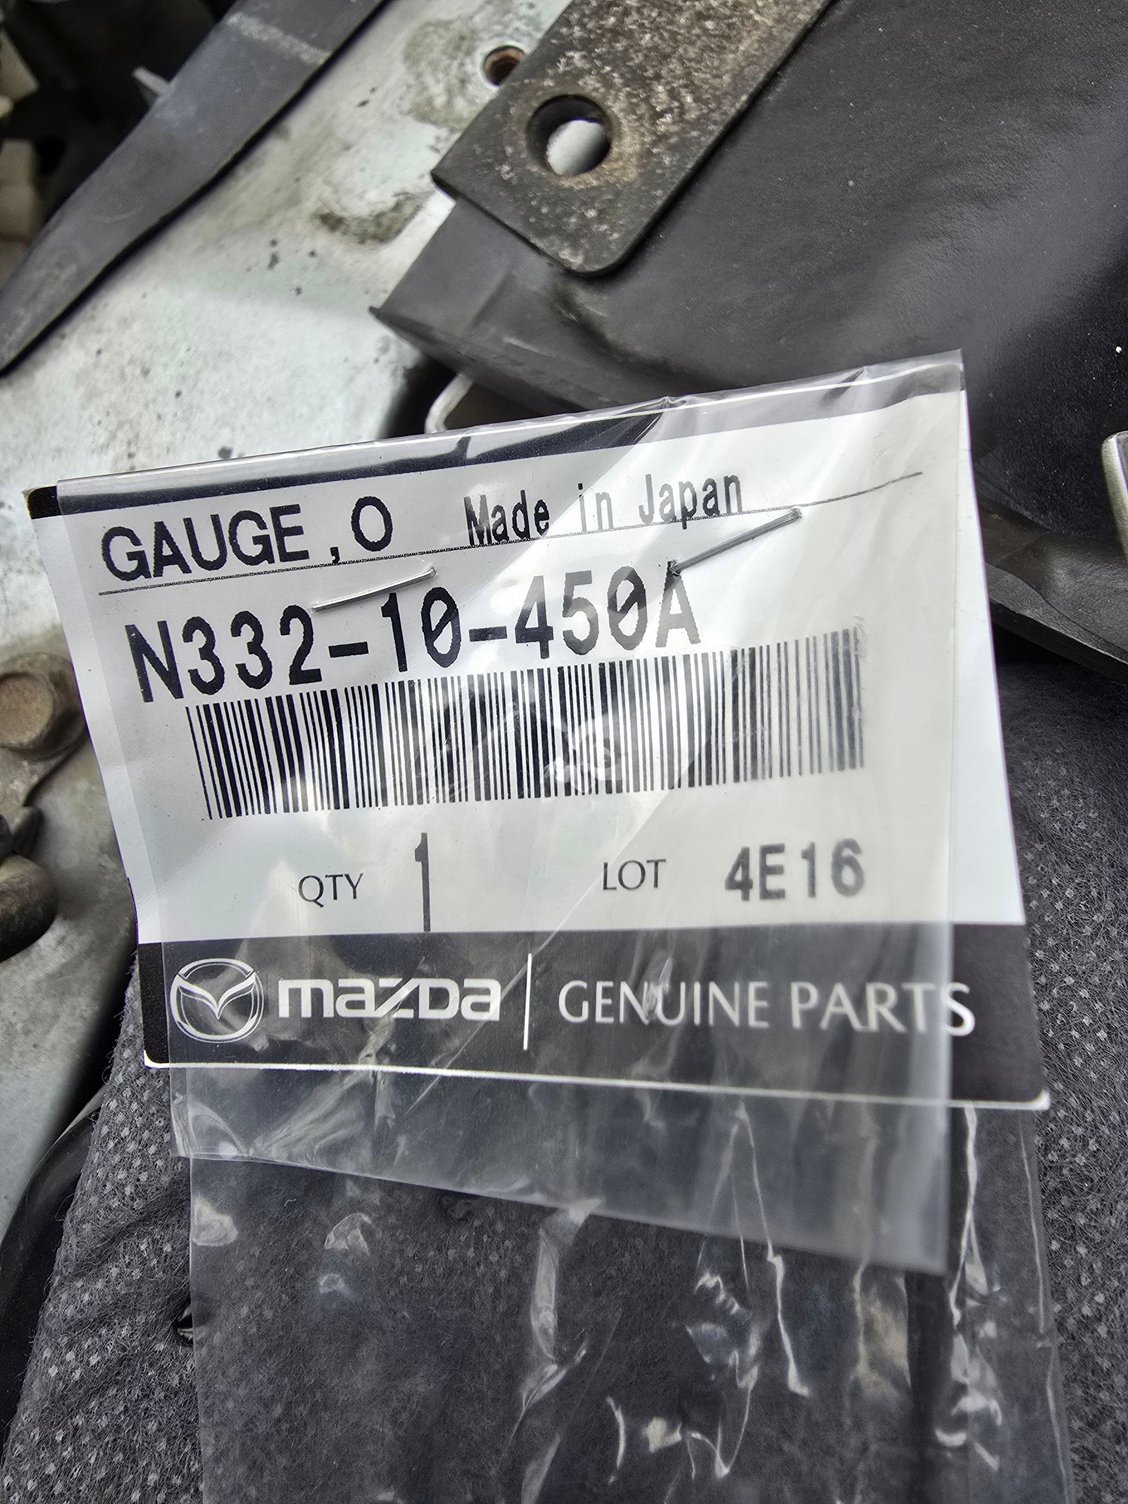 GAUGE,O Made in Japan
N332-10-450A
QTY 1 LOT 4E16
mazda GENUINE PARTS